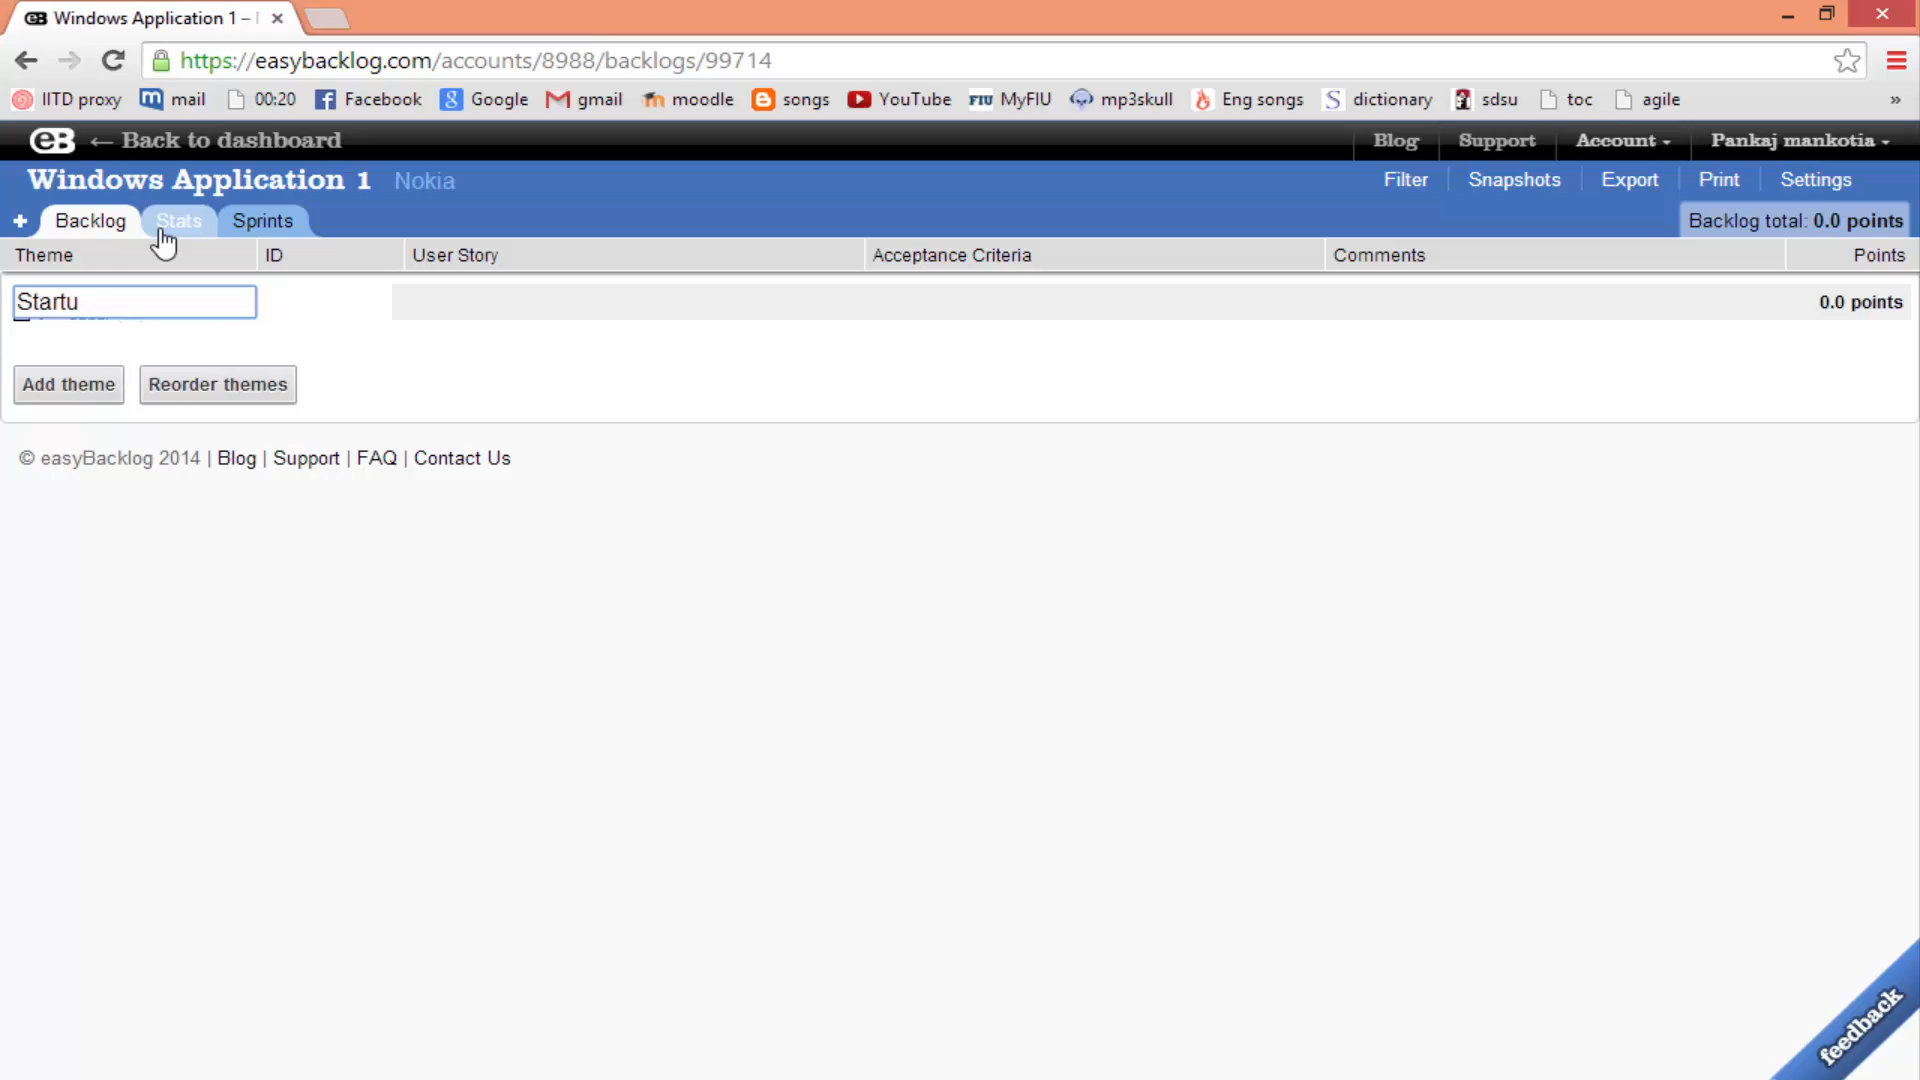 eB Windows Application 1 –
https://easybacklog.com/accounts/8988/backlogs/99714
IITD proxy mail 00:20 Facebook Google gmail moodle songs YouTube FIU MyFIU mp3skull Eng songs dictionary sdsu toc agile »
eB ← Back to dashboard Blog Support Account Pankaj mankotia
Windows Application 1 Nokia Filter Snapshots Export Print Settings
+ Backlog Stats Sprints Backlog total: 0.0 points
Theme ID User Story Acceptance Criteria Comments Points
Startu 0.0 points
Add theme Reorder themes
© easyBacklog 2014 | Blog | Support | FAQ | Contact Us
feedback